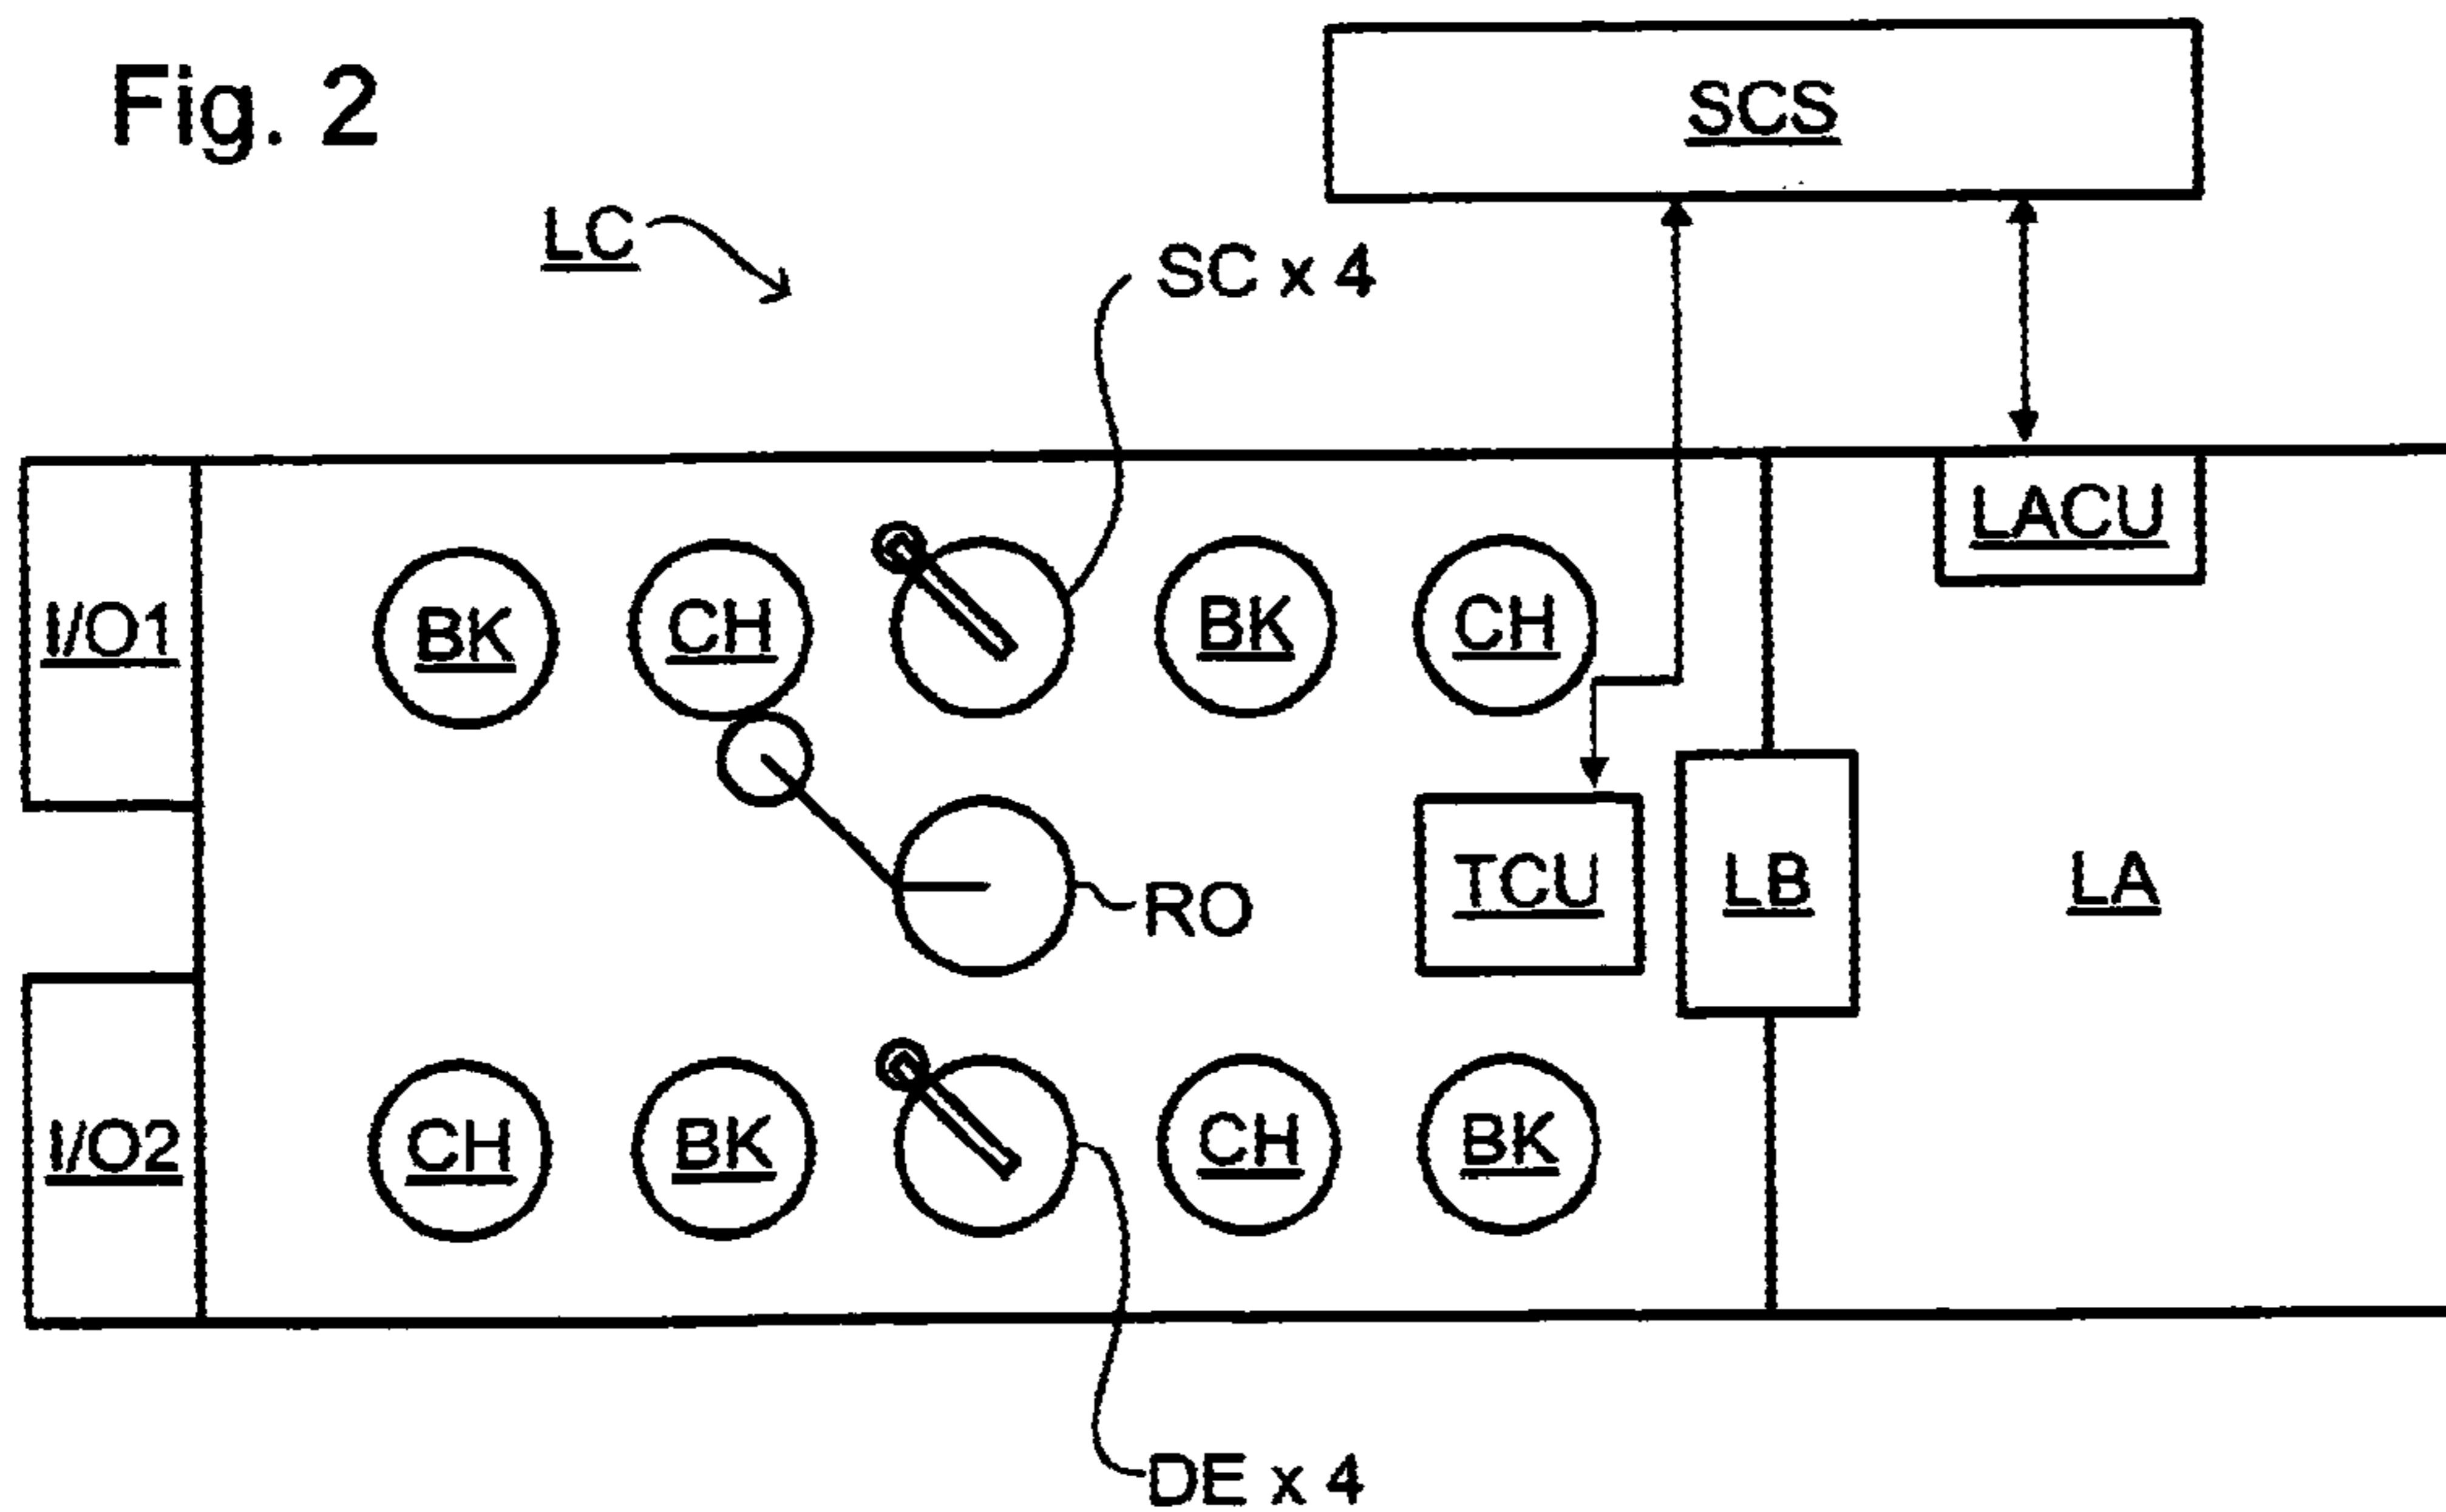 Fig. 2
SCS
LC
SC x 4
LACU
I/O1
BK
CH
BK
CH
RO
TCU
LB
LA
I/O2
CH
BK
CH
BK
DE x 4